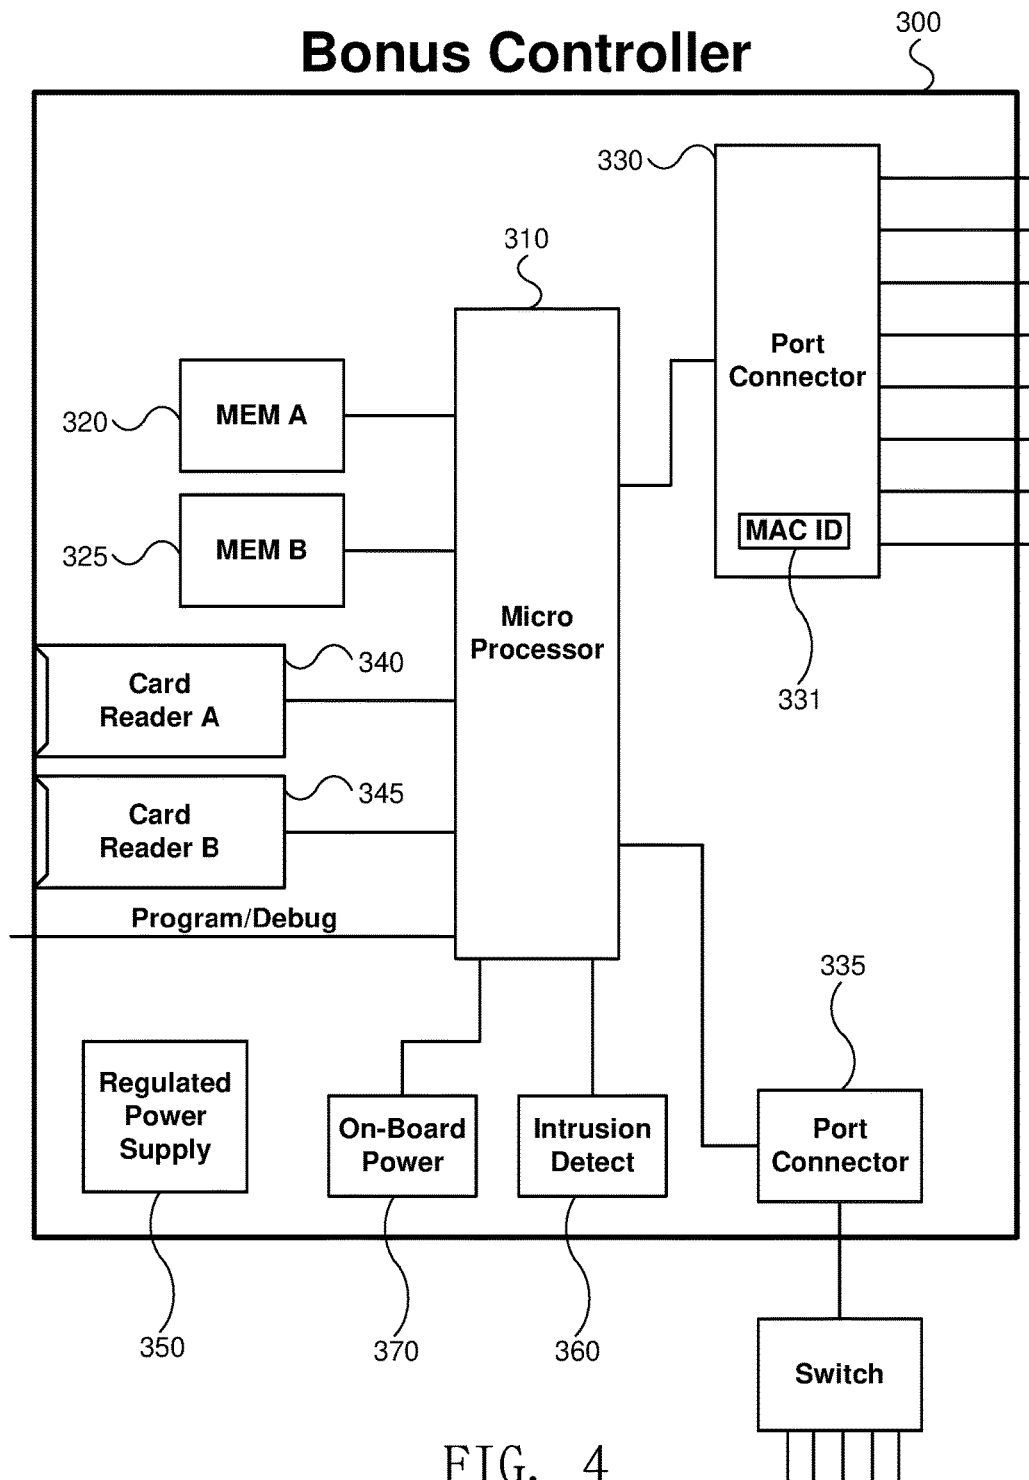 Bonus Controller
300
330
310
Port
Connector
320
MEM A
325
MEM B
MAC ID
331
Micro
Processor
340
Card
Reader A
345
Card
Reader B
Program/Debug
335
Regulated
Power
Supply
On-Board
Power
Intrusion
Detect
Port
Connector
350
370
360
Switch
FIG. 4